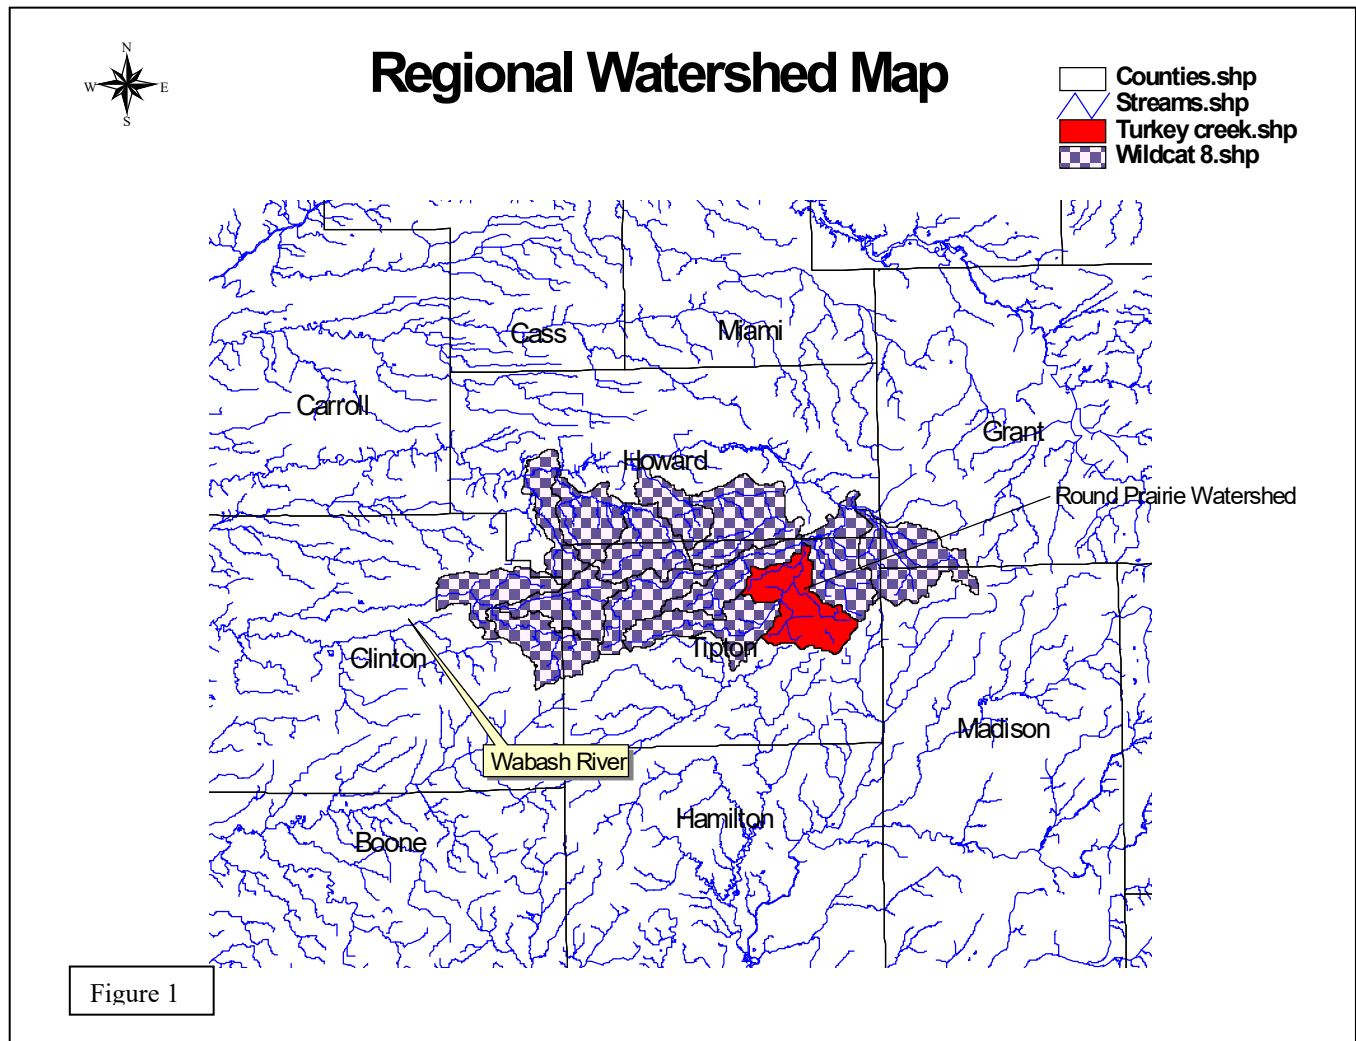 N
W E
S
Regional Watershed Map
Counties.shp
Streams.shp
Turkey creek.shp
Wildcat 8.shp
Cass
Miami
Carroll
Grant
Howard
Round Prairie Watershed
Tipton
Clinton
Madison
Wabash River
Hamilton
Boone
Figure 1